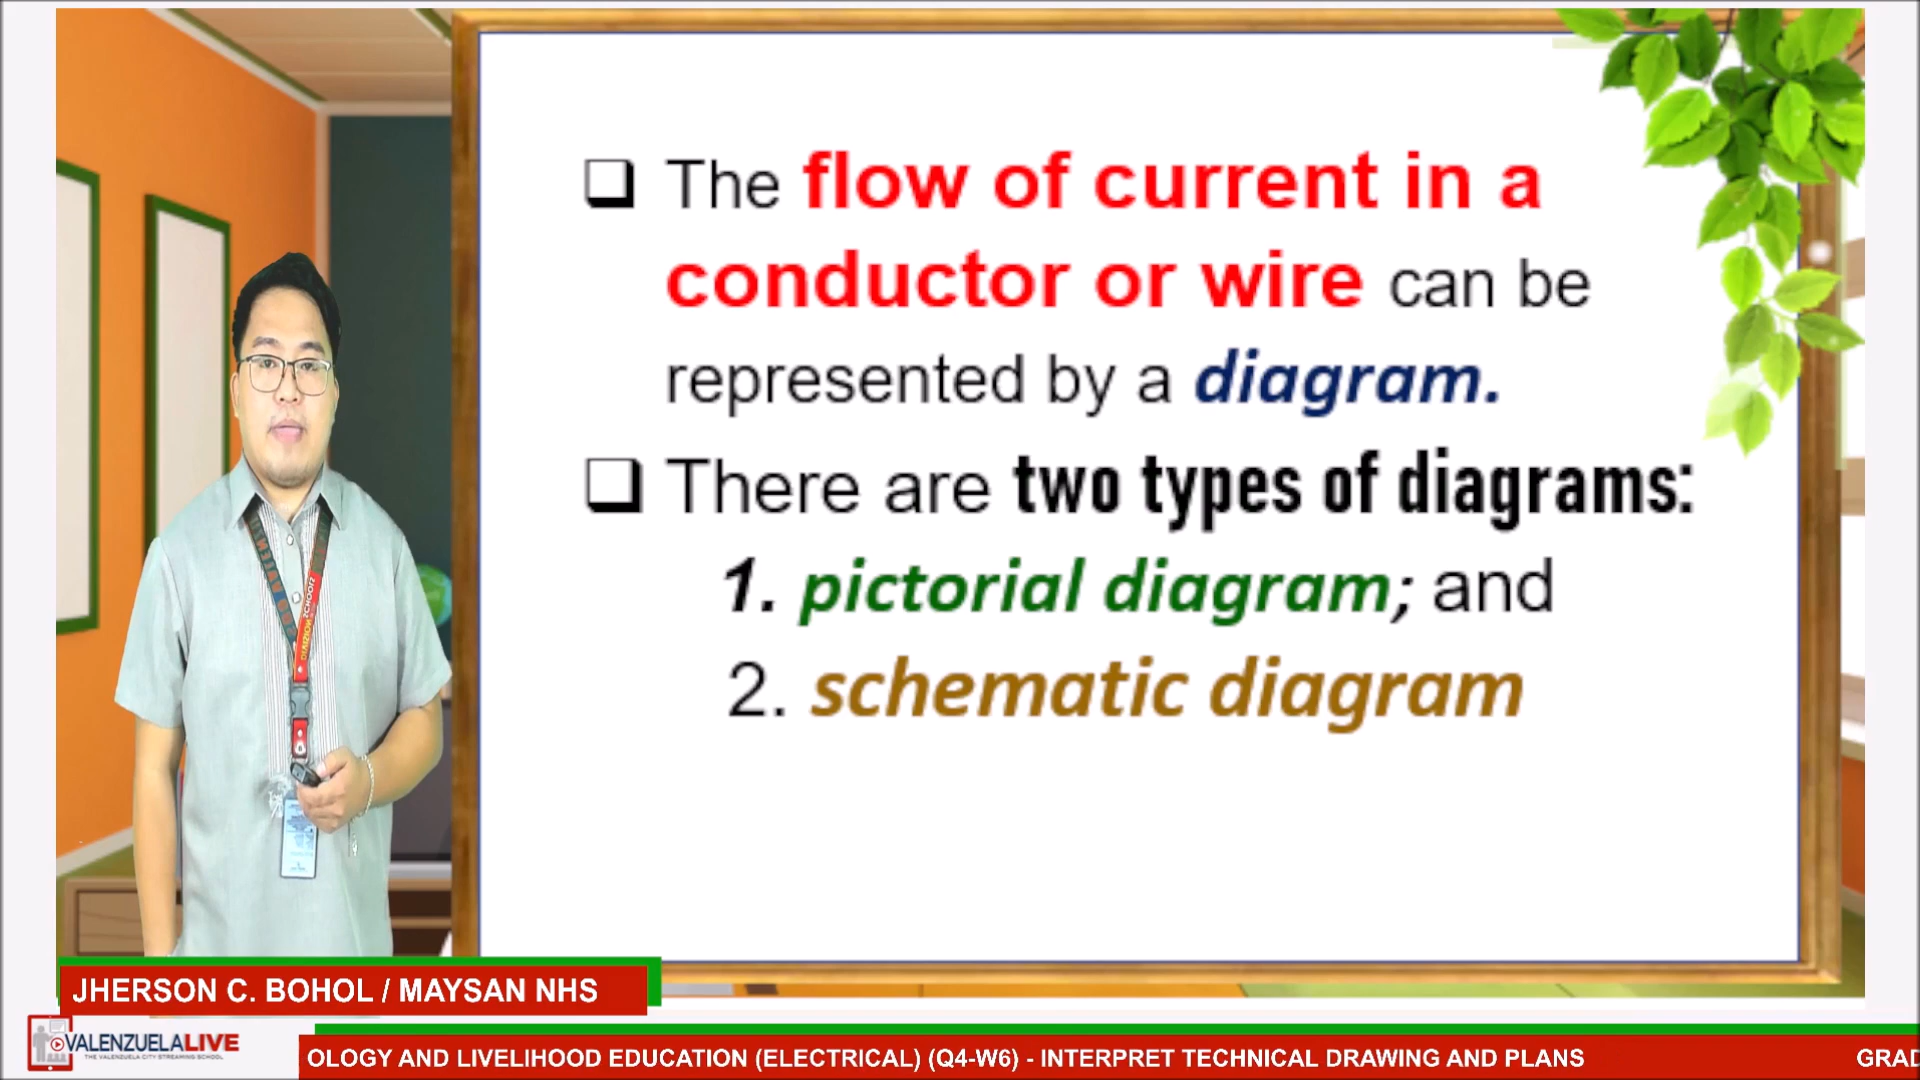 ❑ The flow of current in a
conductor or wire can be
represented by a diagram.
❑ There are two types of diagrams:
1. pictorial diagram; and
2. schematic diagram
JHERSON C. BOHOL / MAYSAN NHS
VALENZUELALIVE
THE VALENZUELA CITY STREAMING SCHOOL
OLOGY AND LIVELIHOOD EDUCATION (ELECTRICAL) (Q4-W6) - INTERPRET TECHNICAL DRAWING AND PLANS
GRAD